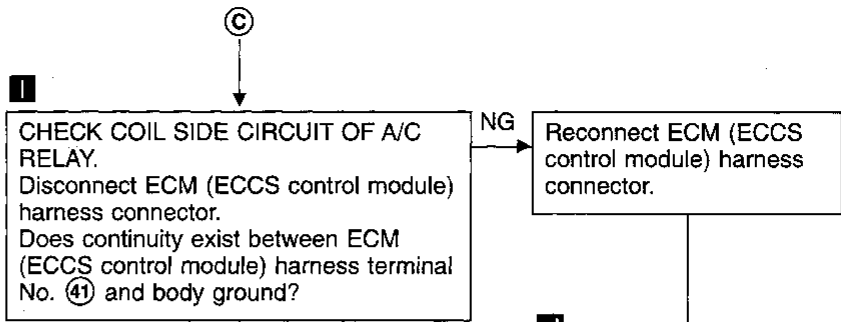 Ⓒ
I
CHECK COIL SIDE CIRCUIT OF A/C
RELAY.
Disconnect ECM (ECCS control module)
harness connector.
Does continuity exist between ECM
(ECCS control module) harness terminal
No. ㊶ and body ground?
NG
Reconnect ECM (ECCS
control module) harness
connector.